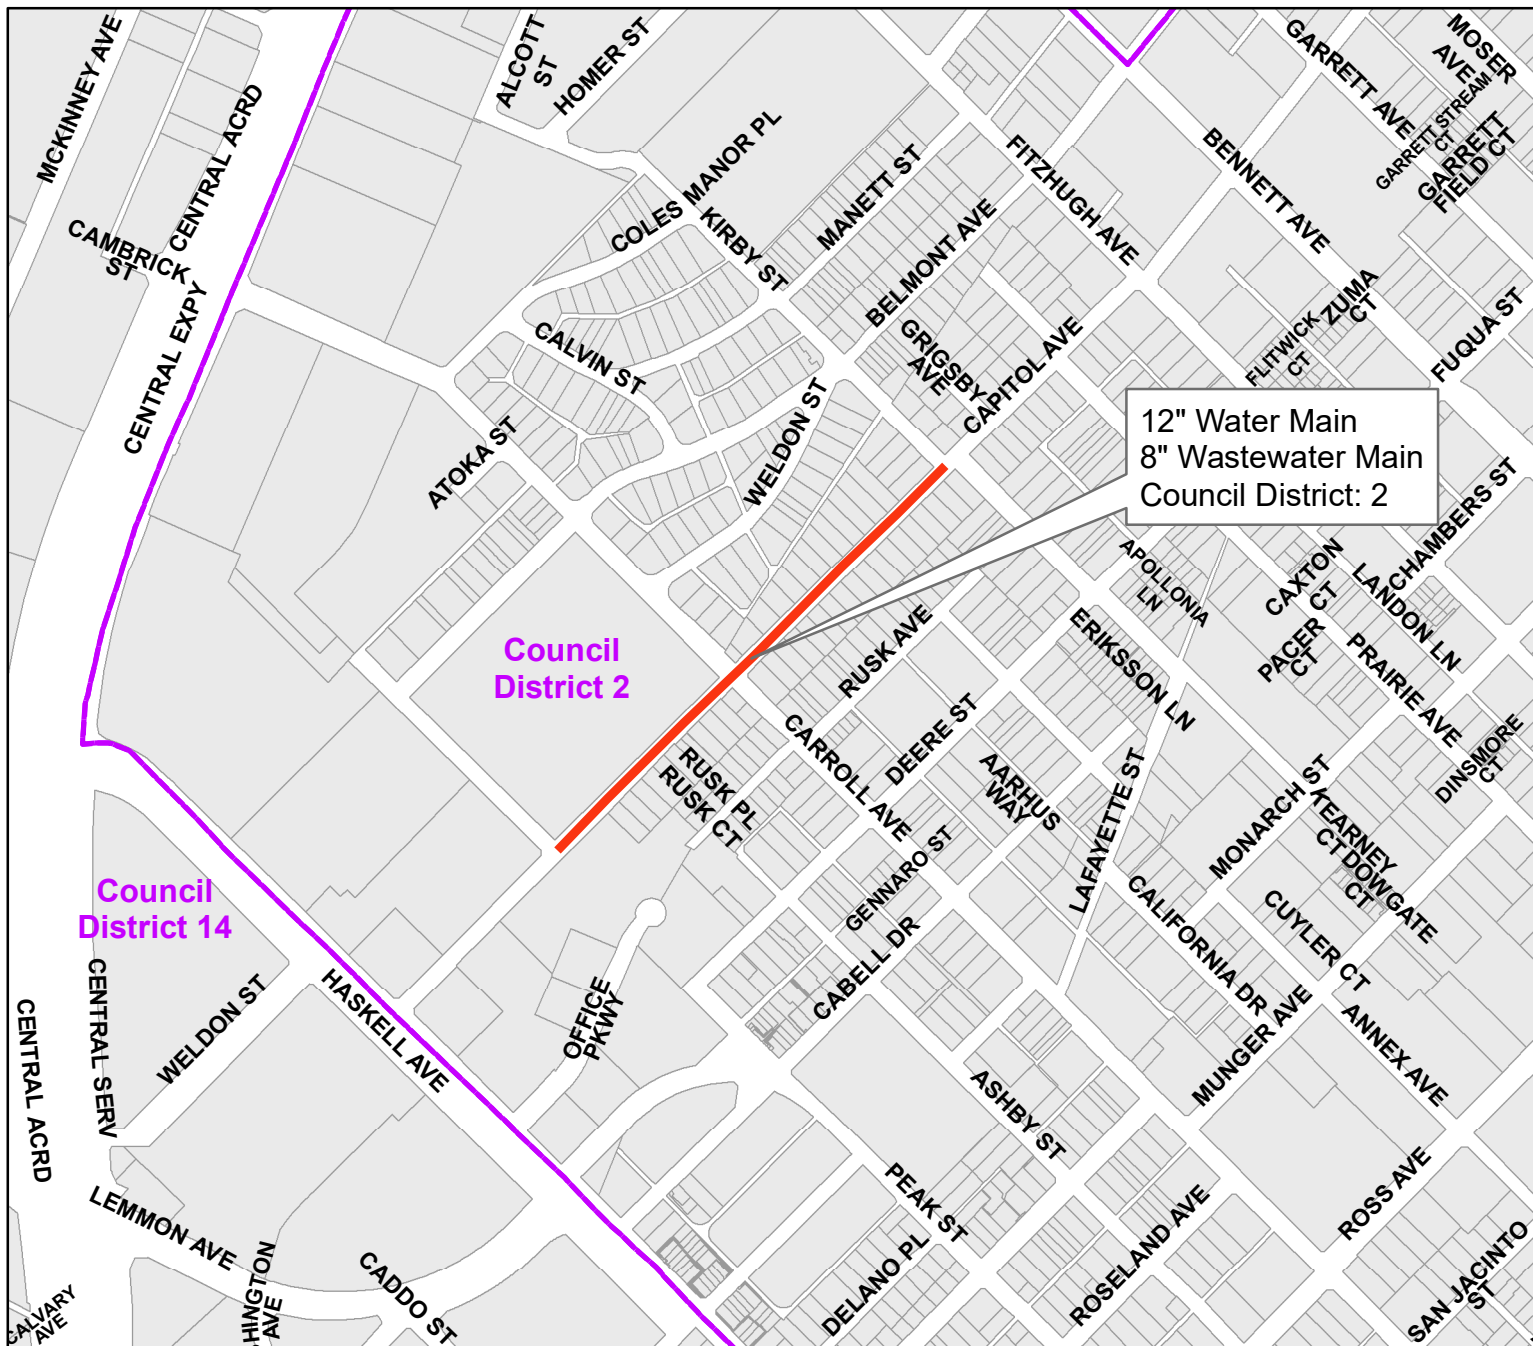 MCKINNEY AVE
CENTRAL ACRD
CAMBRICK
ST
CENTRAL EXPY
ALCOTT
ST
HOMER ST
COLES MANOR PL
KIRBY ST
MANETT ST
BELMONT AVE
FITZHUGH AVE
BENNETT AVE
GARRETT AVE
MOSER
AVE
GARRETT STREAM
CT
GARRETT
FIELD CT
CALVIN ST
GRIGSBY
AVE
CAPITOL AVE
FLITWICK
CT
ZUMA
CT
FUQUA ST
ATOKA ST
WELDON ST
12" Water Main
8" Wastewater Main
Council District: 2
CHAMBERS ST
APOLLONIA
LN
CAXTON
CT
LANDON LN
PACER
CT
PRAIRIE AVE
ERIKSSON LN
RUSK AVE
Council
District 2
DEERE ST
CARROLL AVE
RUSK PL
RUSK CT
AARHUS
WAY
LAFAYETTE ST
DINSMORE
CT
MONARCH ST
KEARNEY
CT
DOWGATE
CT
GENNARO ST
CABELL DR
CALIFORNIA DR
CUYLER CT
Council
District 14
CENTRAL SERV
CENTRAL ACRD
WELDON ST
HASKELL AVE
OFFICE
PKWY
MUNGER AVE
ANNEX AVE
ASHBY ST
PEAK ST
ROSS AVE
ROSELAND AVE
DELANO PL
SAN JACINTO
ST
LEMMON AVE
HINGTON
AVE
CADDO ST
CALVARY
AVE